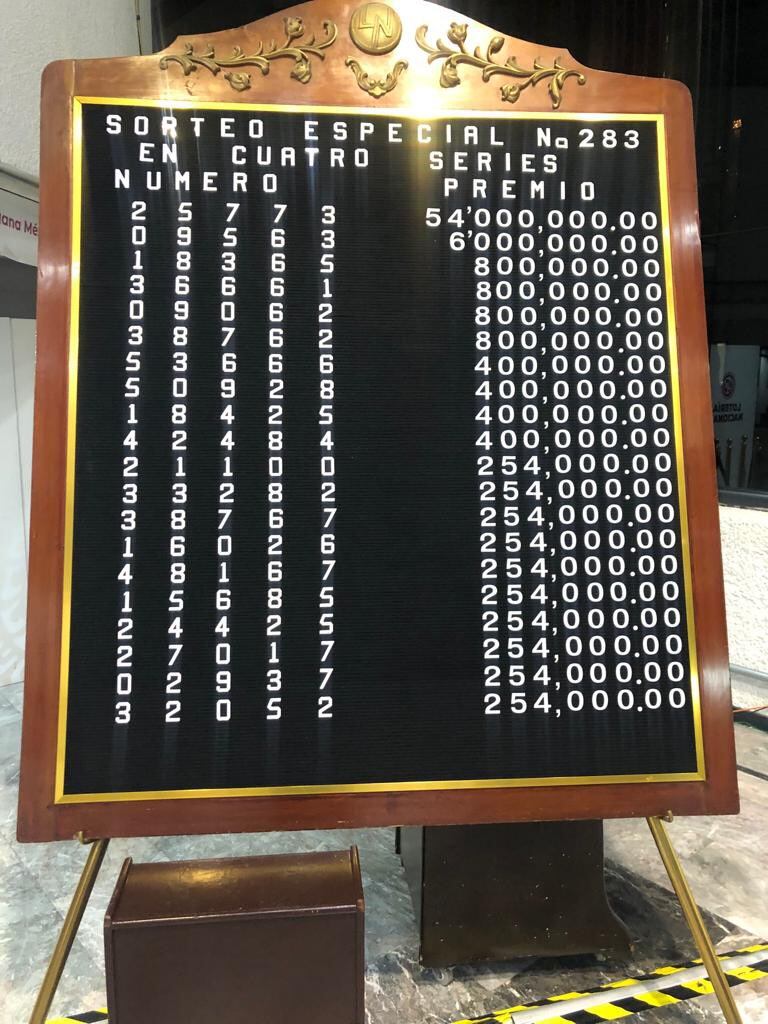 LN
SORTEO ESPECIAL No 283
EN CUATRO SERIES
NUMERO PREMIO
2 5 7 7 3 54'000,000.00
0 9 5 6 3 6'000,000.00
1 8 3 6 5 800,000.00
3 6 6 6 1 800,000.00
0 9 0 6 2 800,000.00
3 8 7 6 2 800,000.00
5 3 6 6 6 400,000.00
5 0 9 2 8 400,000.00
1 8 4 2 5 400,000.00
4 2 4 8 4 400,000.00
2 1 1 0 0 254,000.00
3 3 2 8 2 254,000.00
3 8 7 6 7 254,000.00
1 6 0 2 6 254,000.00
4 8 1 6 7 254,000.00
1 5 6 8 5 254,000.00
2 4 4 2 5 254,000.00
2 7 0 1 7 254,000.00
0 2 9 3 7 254,000.00
3 2 0 5 2 254,000.00
LOTERÍA
NACIONAL